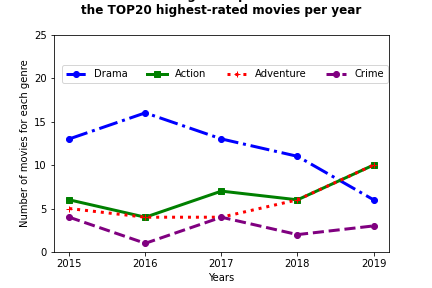 the TOP20 highest-rated movies per year
25
Drama Action Adventure Crime
20
15
10
5
0
Number of movies for each genre
2015 2016 2017 2018 2019
Years